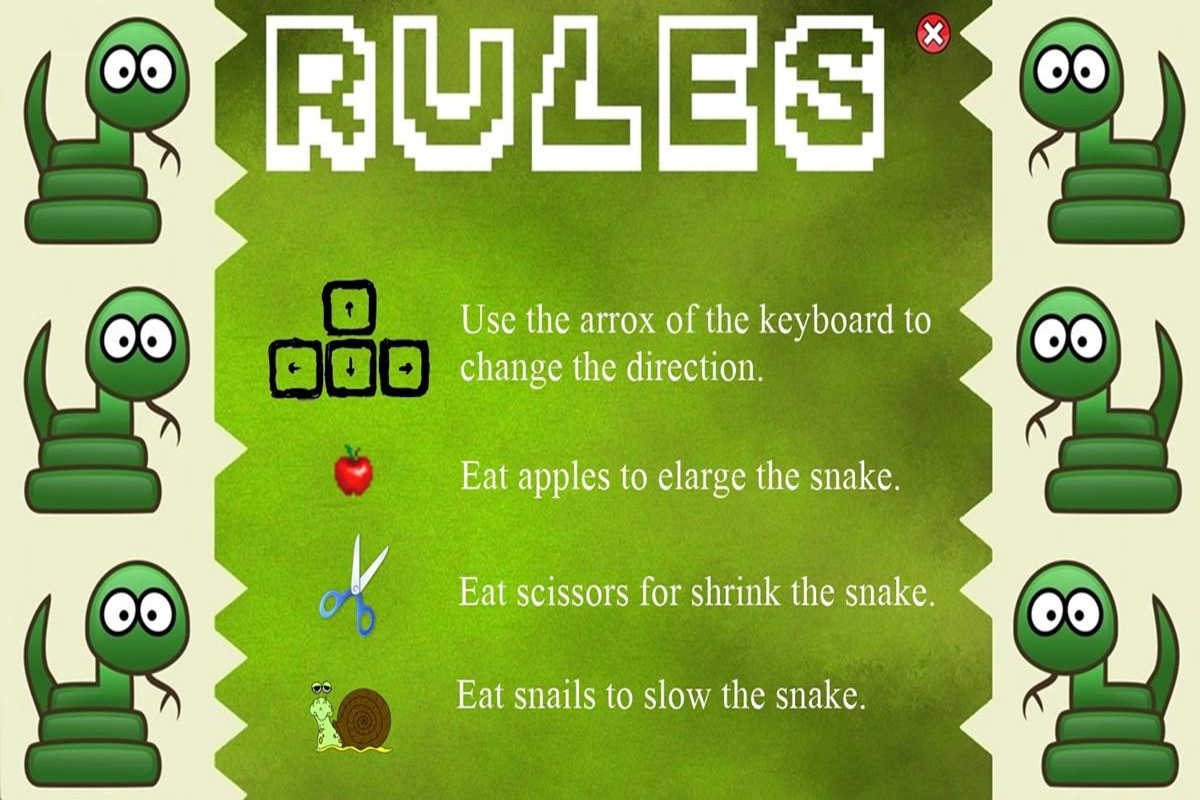 RULES
Use the arrox of the keyboard to
change the direction.
Eat apples to elarge the snake.
Eat scissors for shrink the snake.
Eat snails to slow the snake.